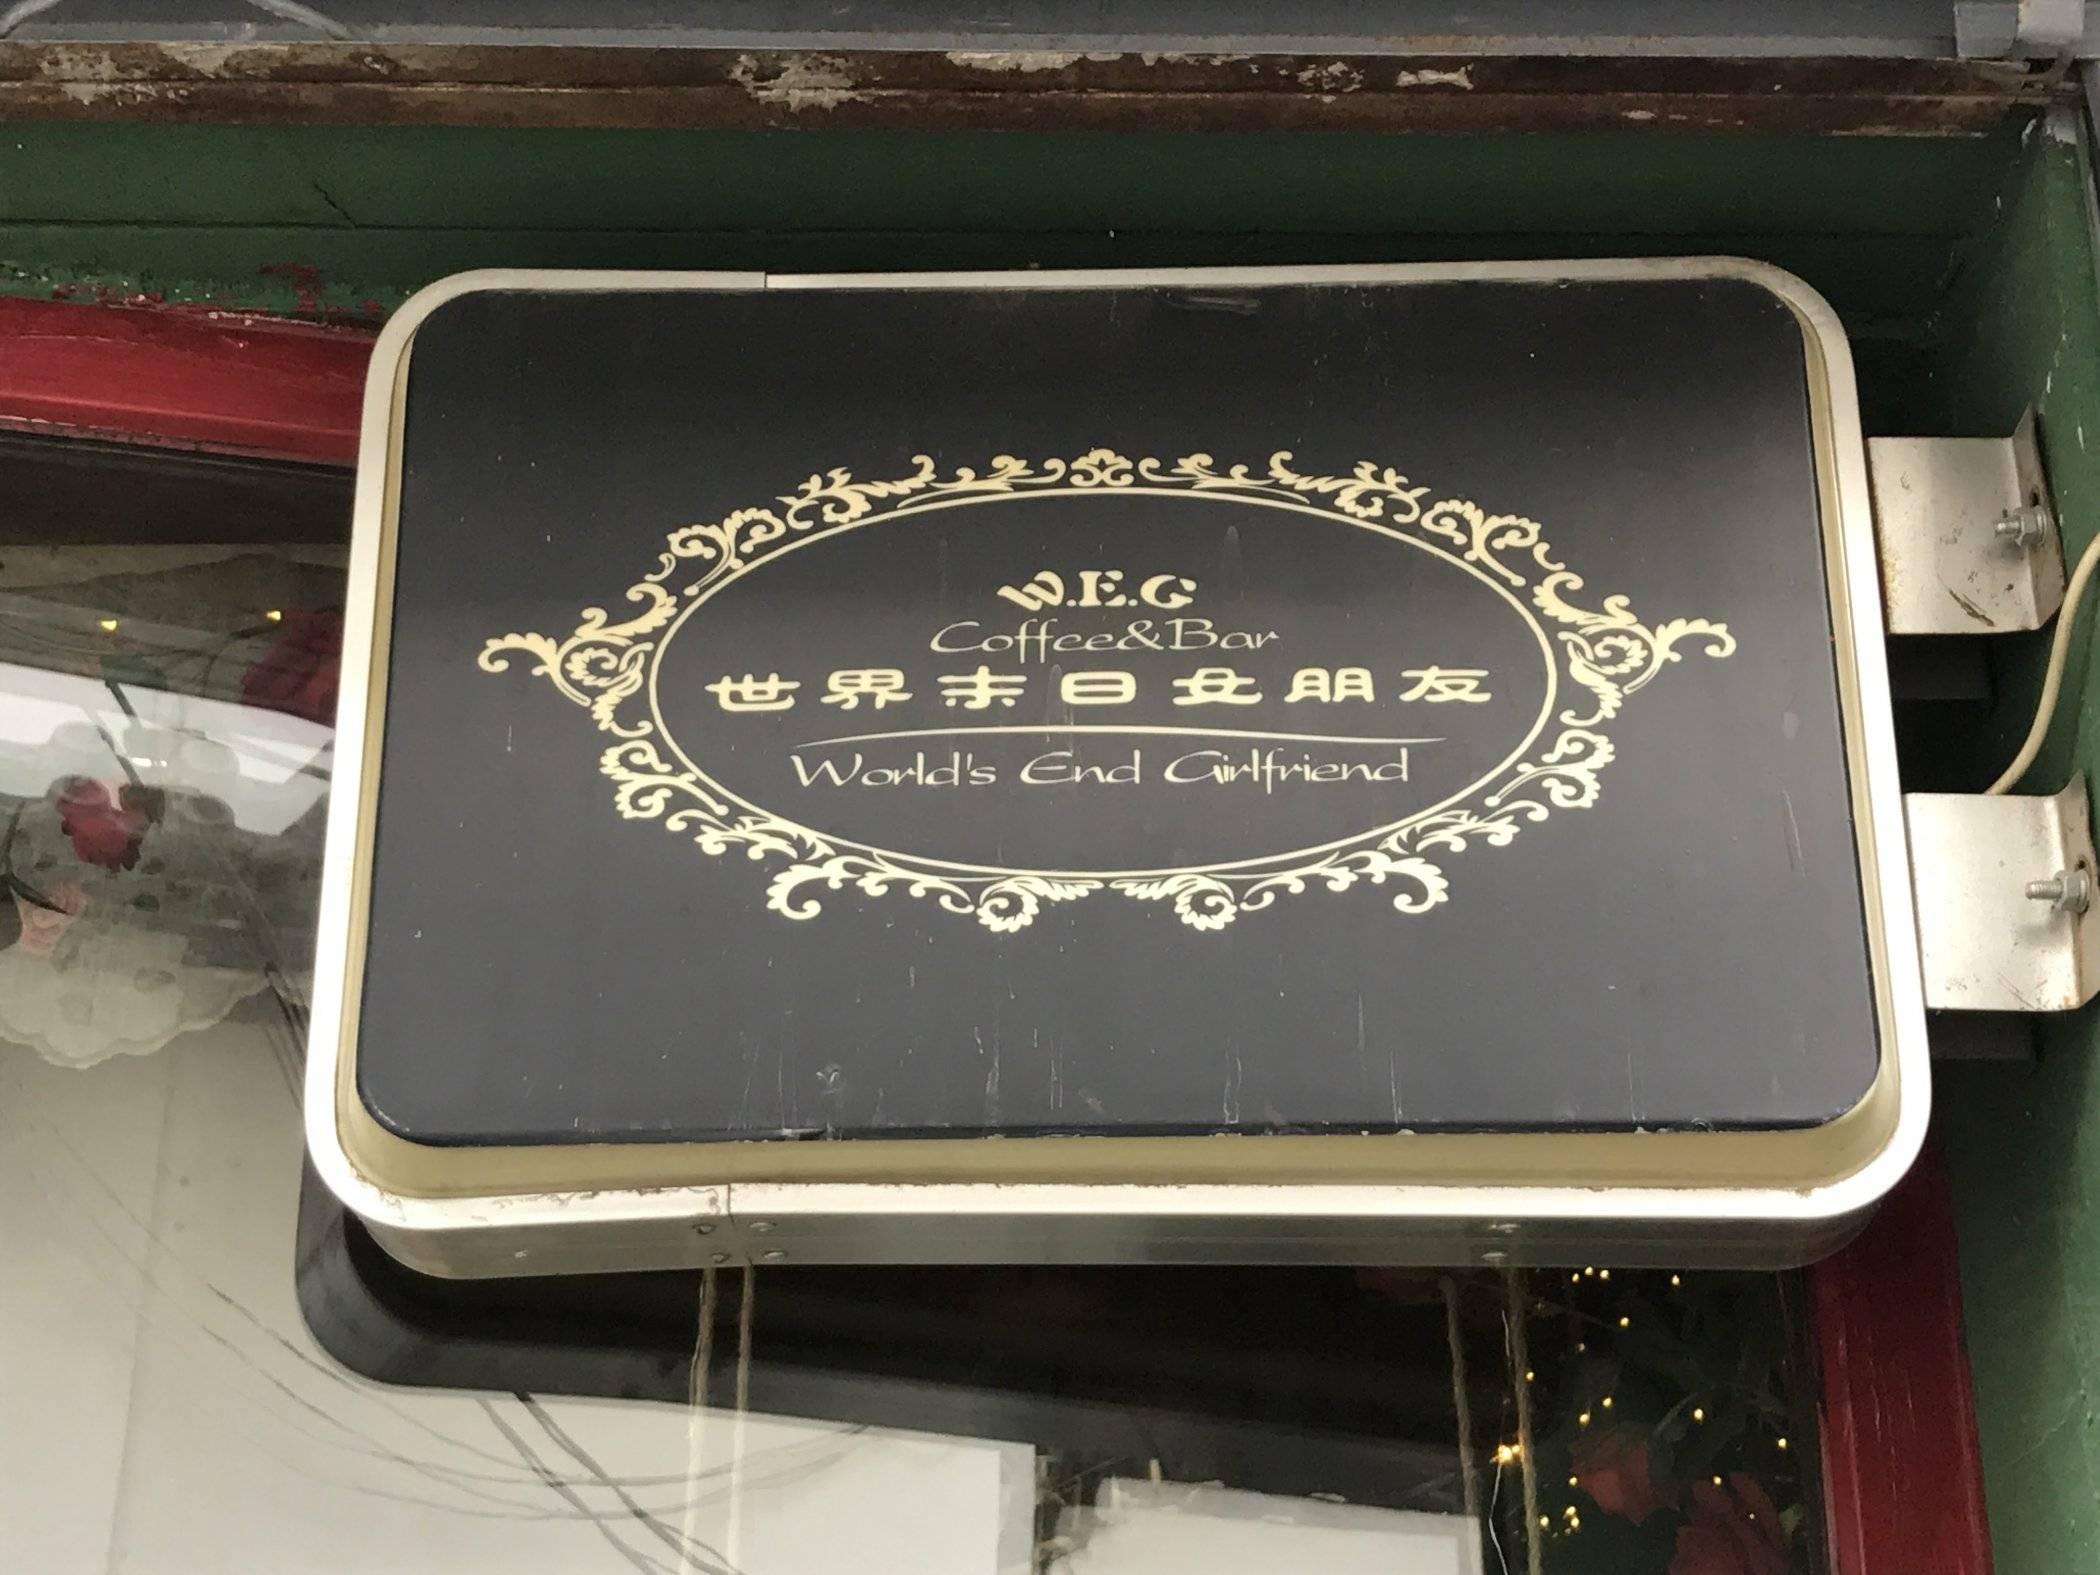 W.E.G
Coffee&Bar
世界末日女朋友
World's End Girlfriend